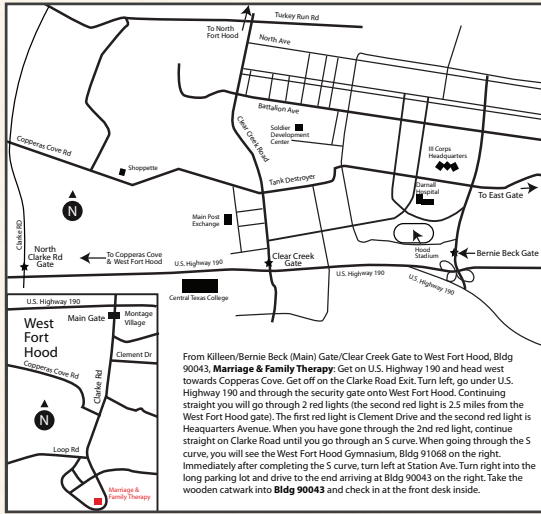 To North
Fort Hood
Turkey Run Rd
North Ave
Battalion Ave
Clear Creek Road
Soldier
Development
Center
Copperas Cove Rd
Shoppette
Tank Destroyer
III Corps
Headquarters
Darnall
Hospital
To East Gate
N
Main Post
Exchange
Hood
Stadium
Bernie Beck Gate
Clarke RD
North
Clarke Rd
Gate
To Copperas Cove
& West Fort Hood
U.S. Highway 190
Clear Creek
Gate
U.S. Highway 190
U.S. Highway 190
Central Texas College
U.S. Highway 190
West
Fort
Hood
Main Gate
Montage
Village
Clement Dr
Copperas Cove Rd
Clarke Rd
N
Loop Rd
Marriage &
Family Therapy
From Killeen/Bernie Beck (Main) Gate/Clear Creek Gate to West Fort Hood, Bldg
90043, Marriage & Family Therapy: Get on U.S. Highway 190 and head west
towards Copperas Cove. Get off on the Clarke Road Exit. Turn left, go under U.S.
Highway 190 and through the security gate onto West Fort Hood. Continuing
straight you will go through 2 red lights (the second red light is 2.5 miles from the
West Fort Hood gate). The first red light is Clement Drive and the second red light is
Heaquarters Avenue. When you have gone through the 2nd red light, continue
straight on Clarke Road until you go through an S curve. When going through the S
curve, you will see the West Fort Hood Gymnasium, Bldg 91068 on the right.
Immediately after completing the S curve, turn left at Station Ave. Turn right into the
long parking lot and drive to the end arriving at Bldg 90043 on the right. Take the
wooden catwark into Bldg 90043 and check in at the front desk inside.